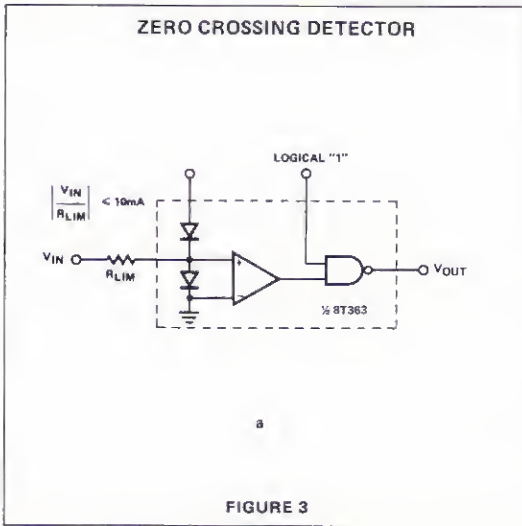 ZERO CROSSING DETECTOR
LOGICAL "1"
| VIN / RLIM | < 10mA
VIN
RLIM
+
−
VOUT
½ 8T363
a
FIGURE 3